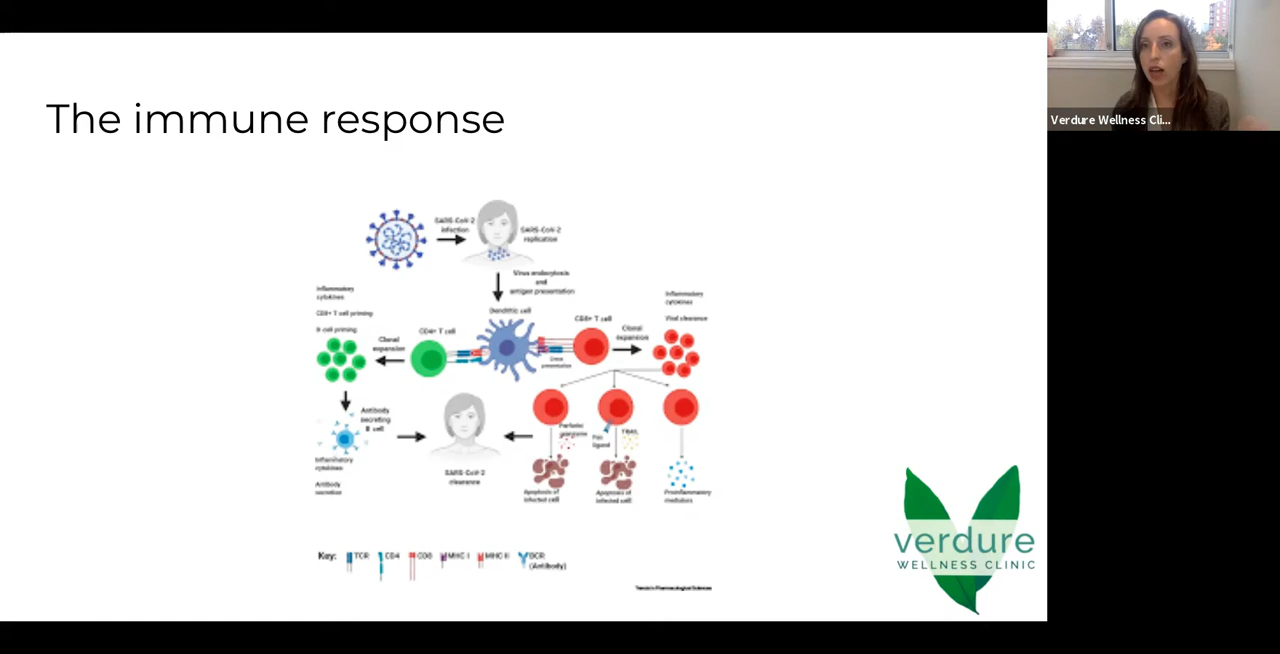 Verdure Wellness Cli...
The immune response
SARS-CoV-2
infection
SARS-CoV-2
replication
Virus endocytosis
and
antigen presentation
Inflammatory
cytokines
CD8+ T cell priming
B cell priming
Clonal
expansion
CD4+ T cell
Dendritic cell
Cross
presentation
CD8+ T cell
Clonal
expansion
Inflammatory
cytokines
Viral clearance
Antibody
secreting
B cell
Inflammatory
cytokines
Antibody
secretion
SARS-CoV-2
clearance
Perforin
granzyme
Fas
ligand
TRAIL
Apoptosis of
infected cell
Apoptosis of
infected cell
Proinflammatory
mediators
Key:
TCR
CD4
CD8
MHC I
MHC II
BCR
(Antibody)
Trends in Pharmacological Sciences
verdure
WELLNESS CLINIC